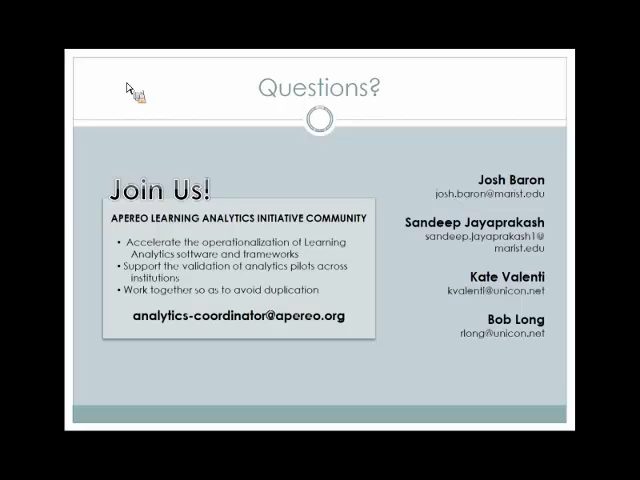 Questions?
Join Us!
APEREO LEARNING ANALYTICS INITIATIVE COMMUNITY
• Accelerate the operationalization of Learning
Analytics software and frameworks
• Support the validation of analytics pilots across
institutions
• Work together so as to avoid duplication
analytics-coordinator@apereo.org
Josh Baron
josh.baron@marist.edu
Sandeep Jayaprakash
sandeep.jayaprakash1@
marist.edu
Kate Valenti
kvalenti@unicon.net
Bob Long
rlong@unicon.net